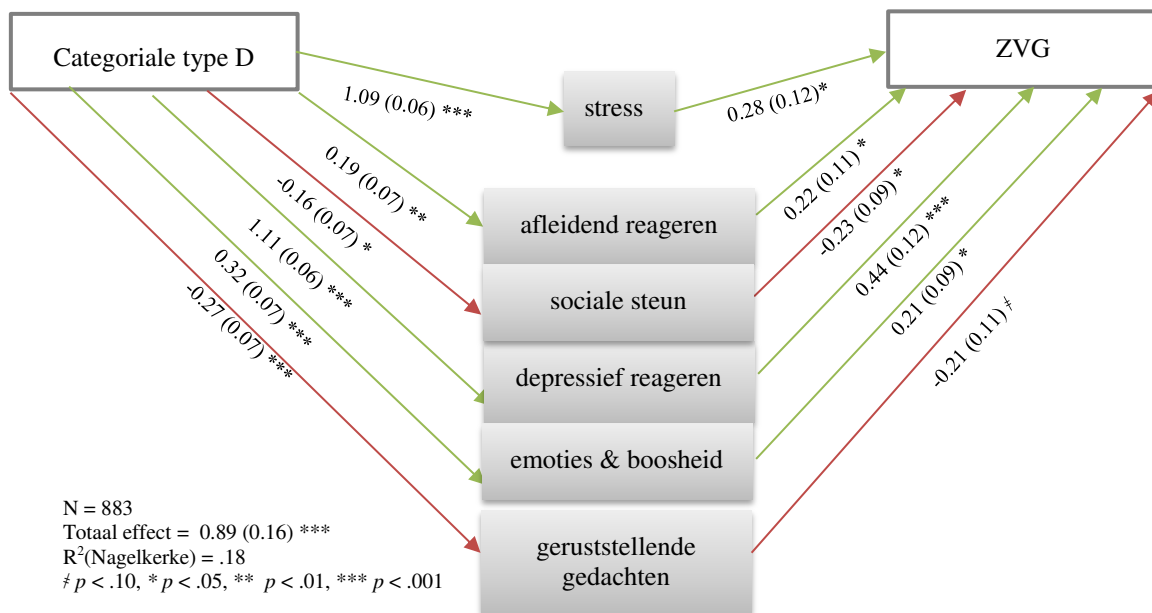 Categoriale type D
ZVG
1.09 (0.06) ***
stress
0.28 (0.12)*
0.19 (0.07) **
-0.16 (0.07) *
1.11 (0.06) ***
0.32 (0.07) ***
-0.27 (0.07) ***
afleidend reageren
sociale steun
depressief reageren
emoties & boosheid
geruststellende
gedachten
0.22 (0.11) *
-0.23 (0.09) *
0.44 (0.12) ***
0.21 (0.09) *
-0.21 (0.11) ҂
N = 883
Totaal effect = 0.89 (0.16) ***
R²(Nagelkerke) = .18
҂ p < .10, * p < .05, ** p < .01, *** p < .001